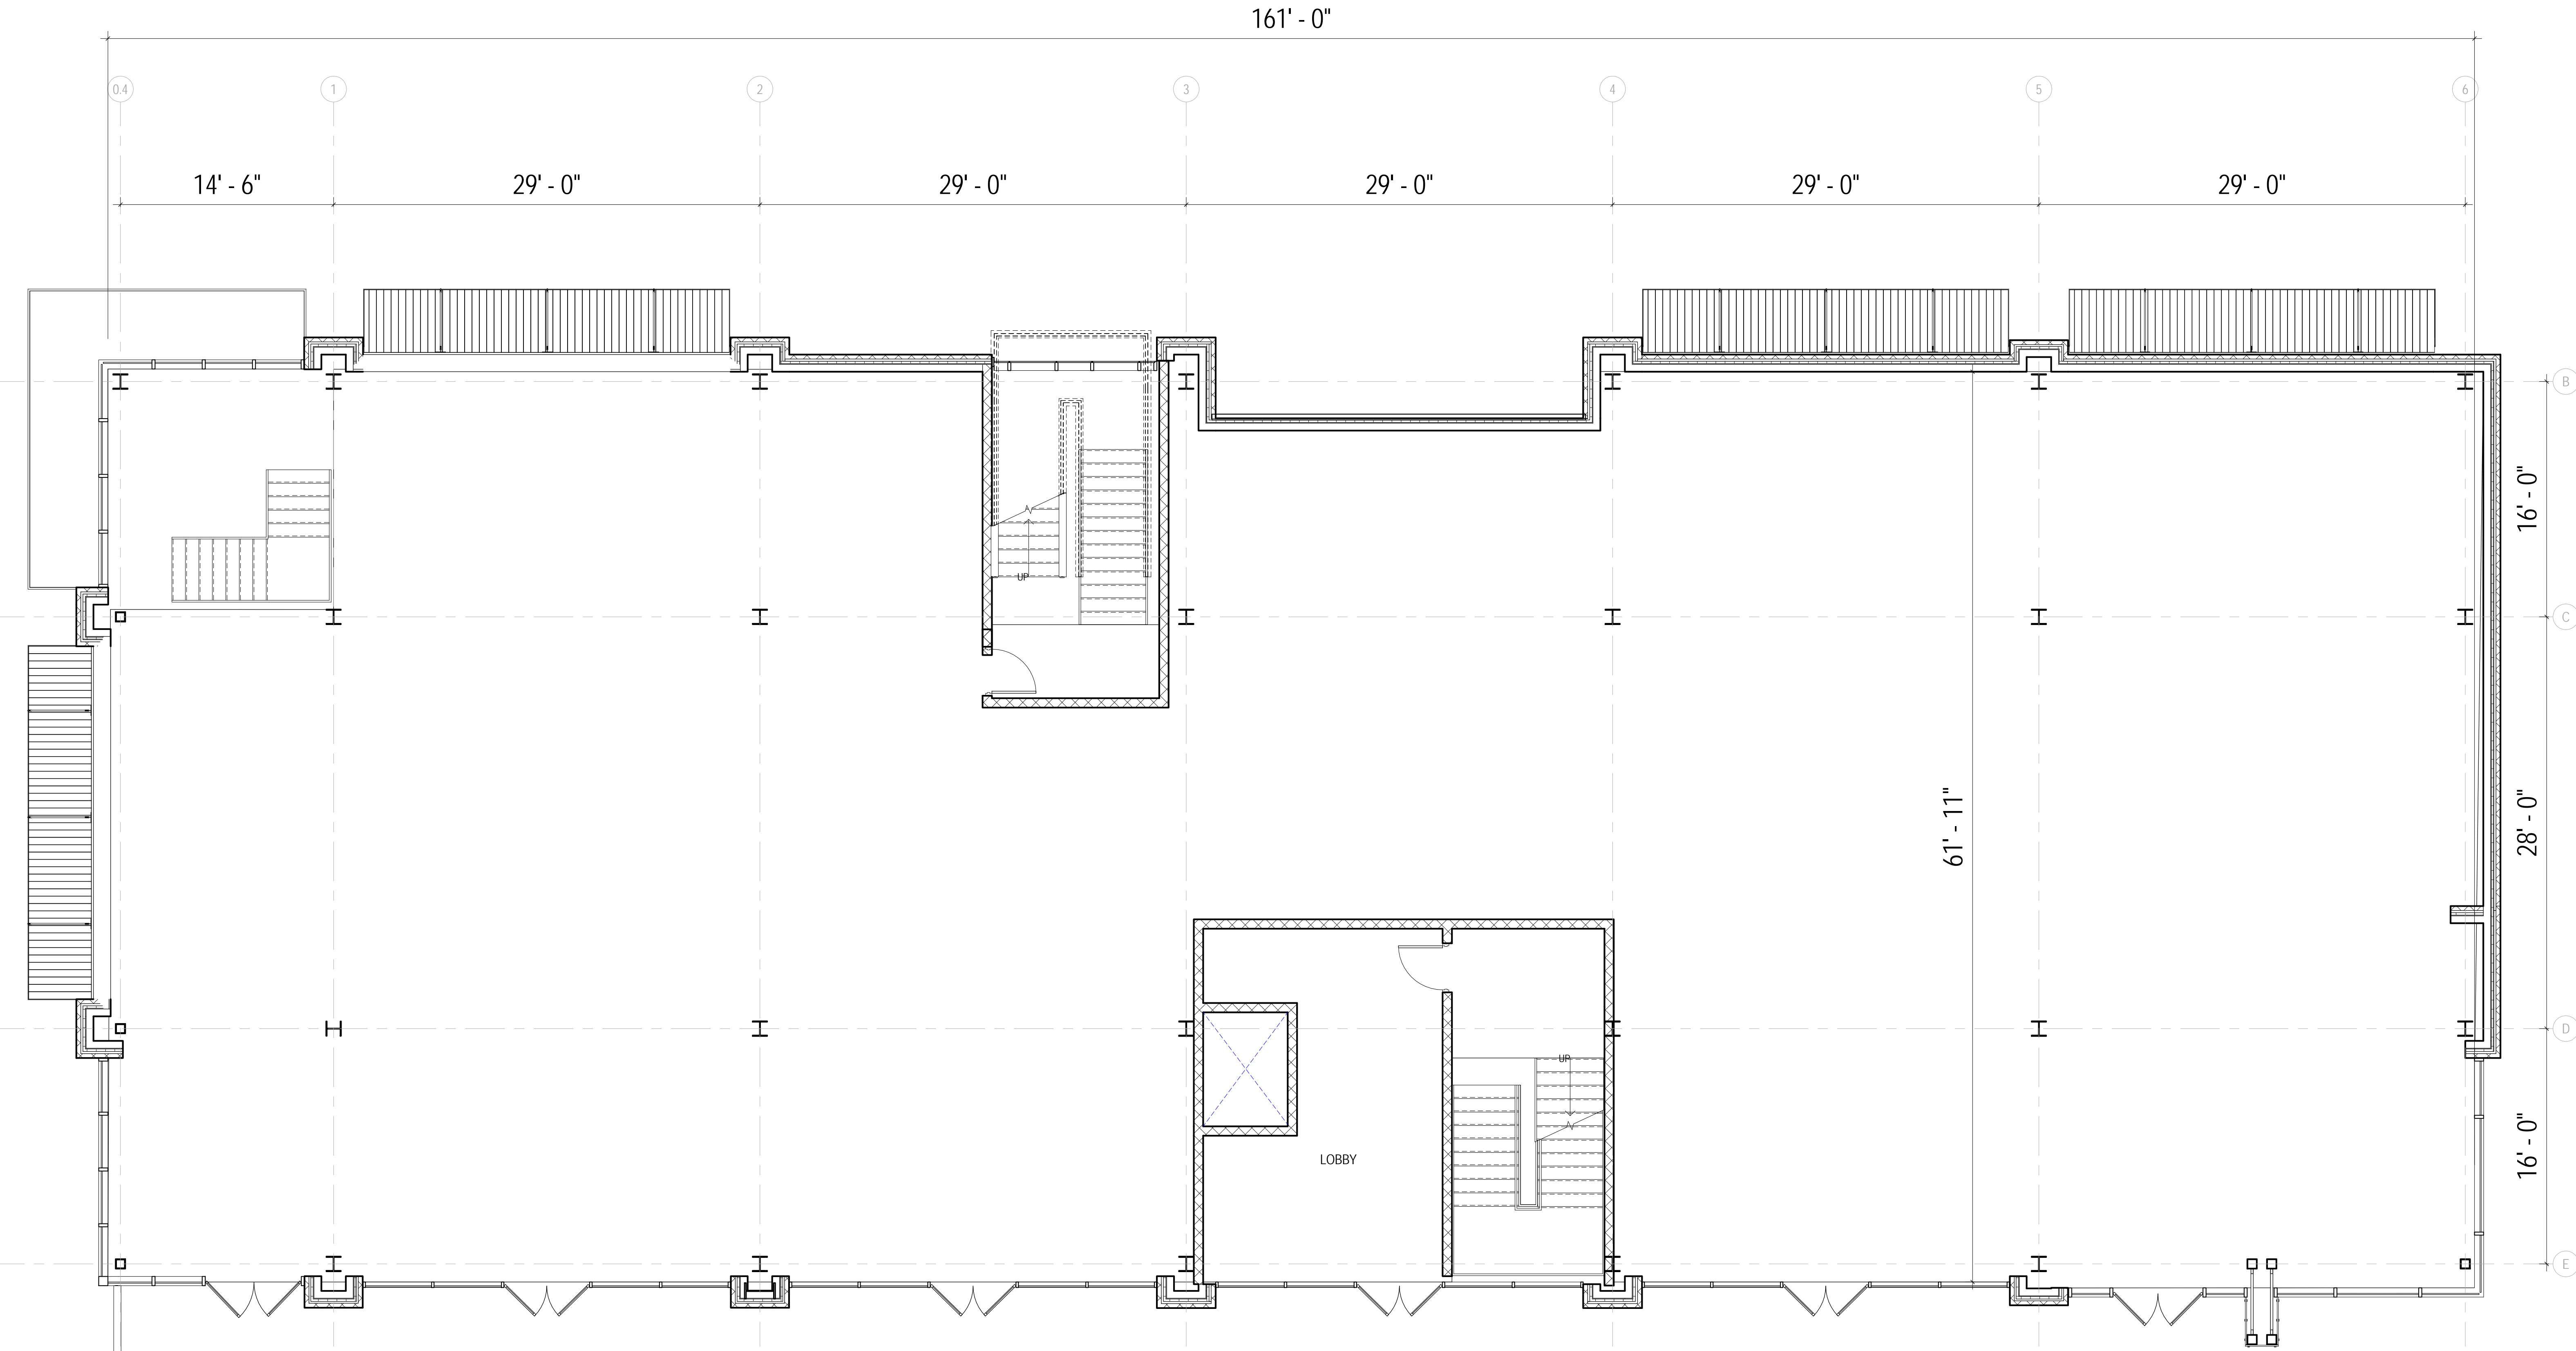 161' - 0"
0.4 1 2 3 4 5 6
14' - 6" 29' - 0" 29' - 0" 29' - 0" 29' - 0" 29' - 0"
B
16' - 0"
UP
C
61' - 11"
28' - 0"
D
UP
LOBBY
16' - 0"
E